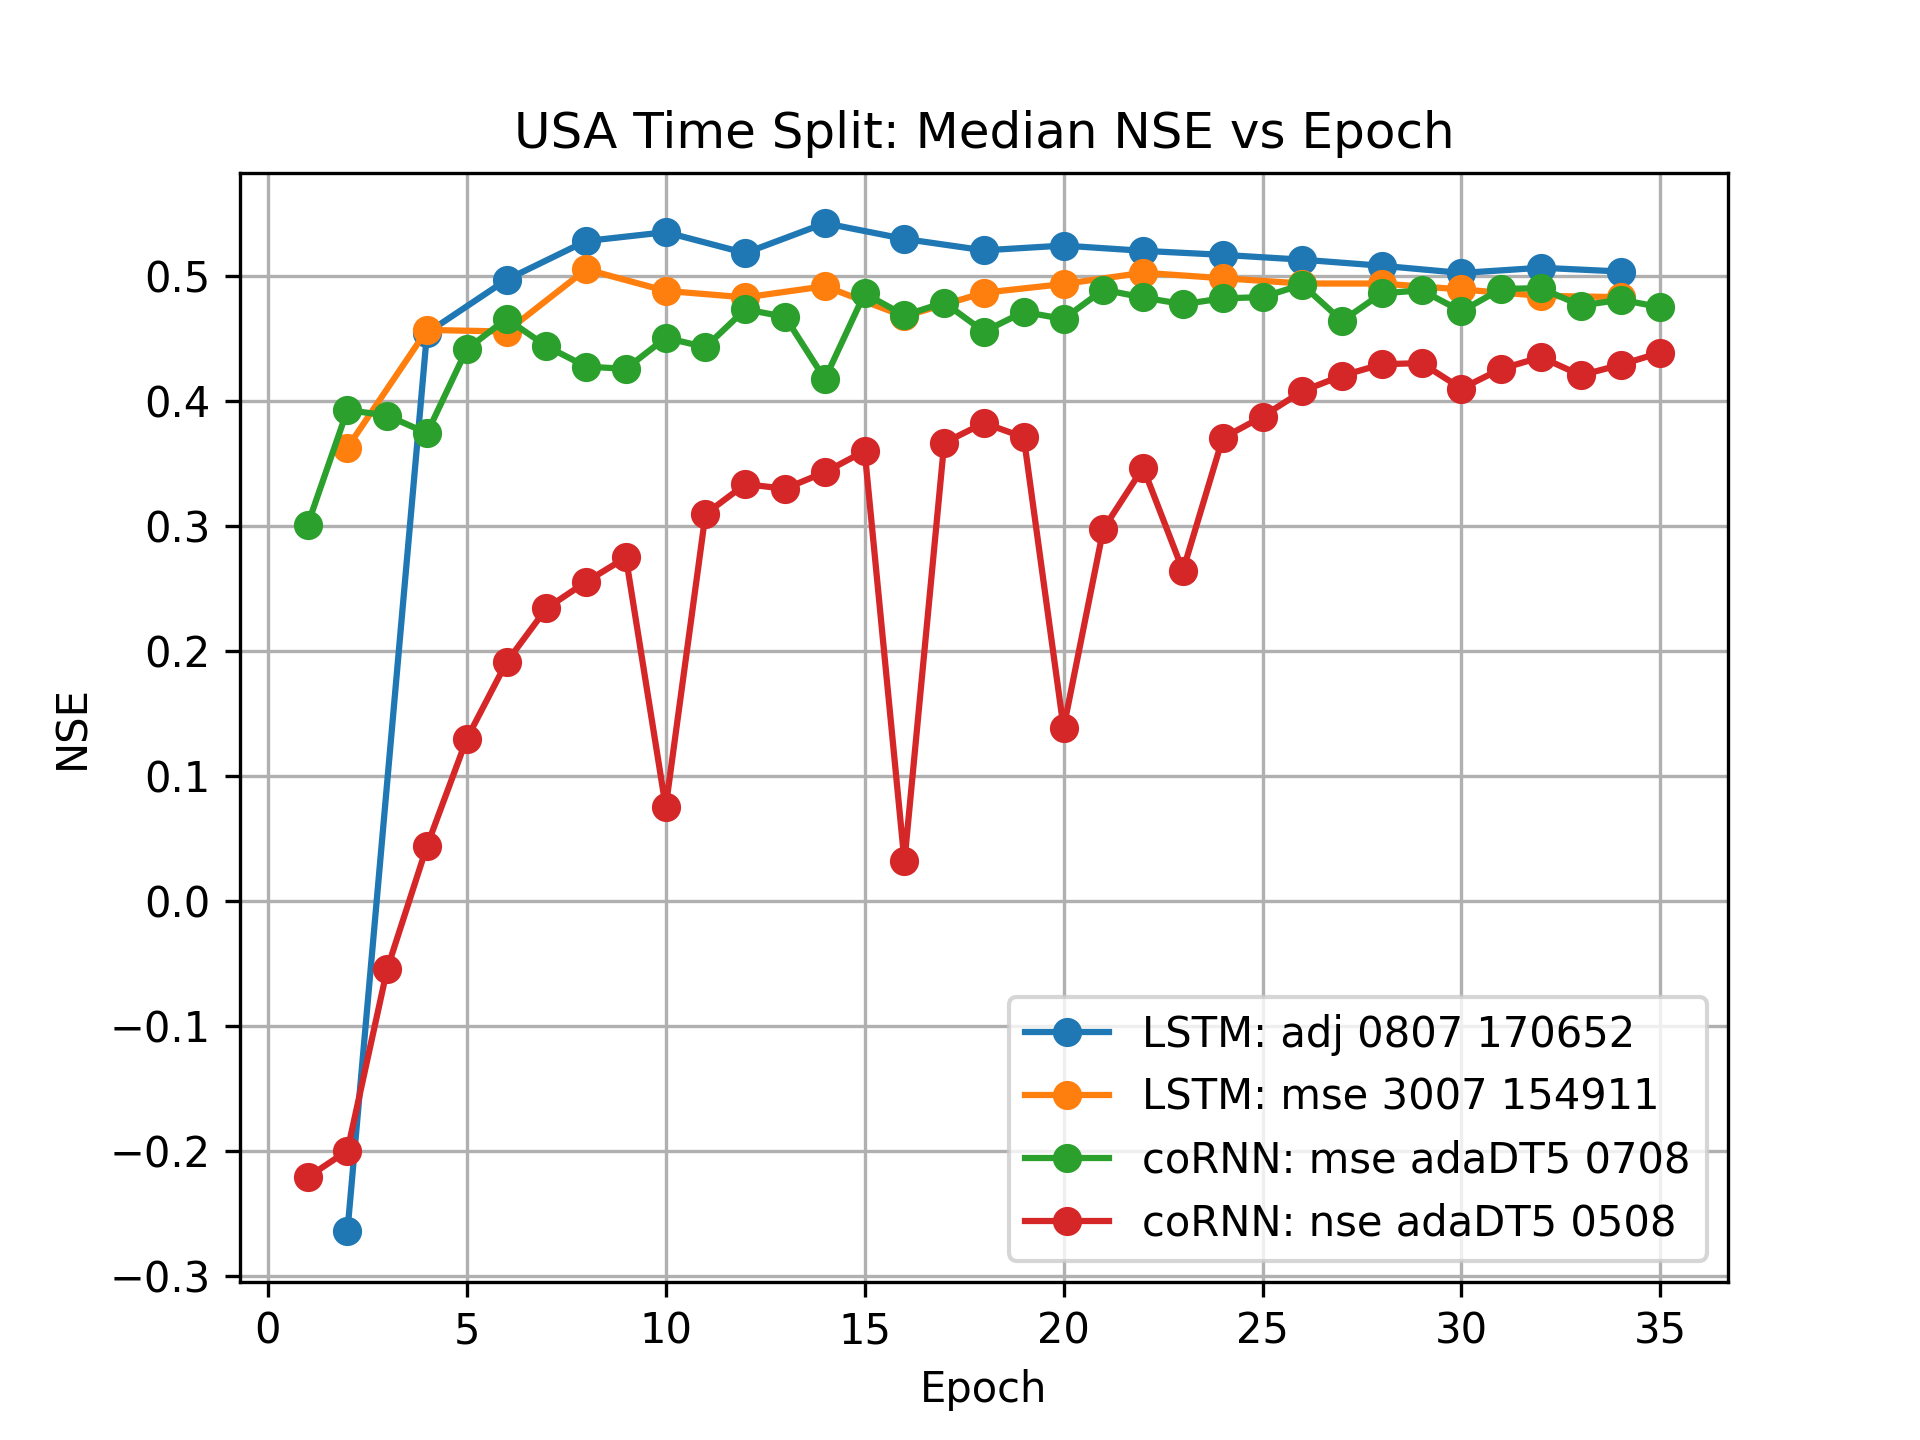 USA Time Split: Median NSE vs Epoch
NSE
0.5
0.4
0.3
0.2
0.1
0.0
−0.1
−0.2
−0.3
0 5 10 15 20 25 30 35
Epoch
LSTM: adj 0807 170652
LSTM: mse 3007 154911
coRNN: mse adaDT5 0708
coRNN: nse adaDT5 0508